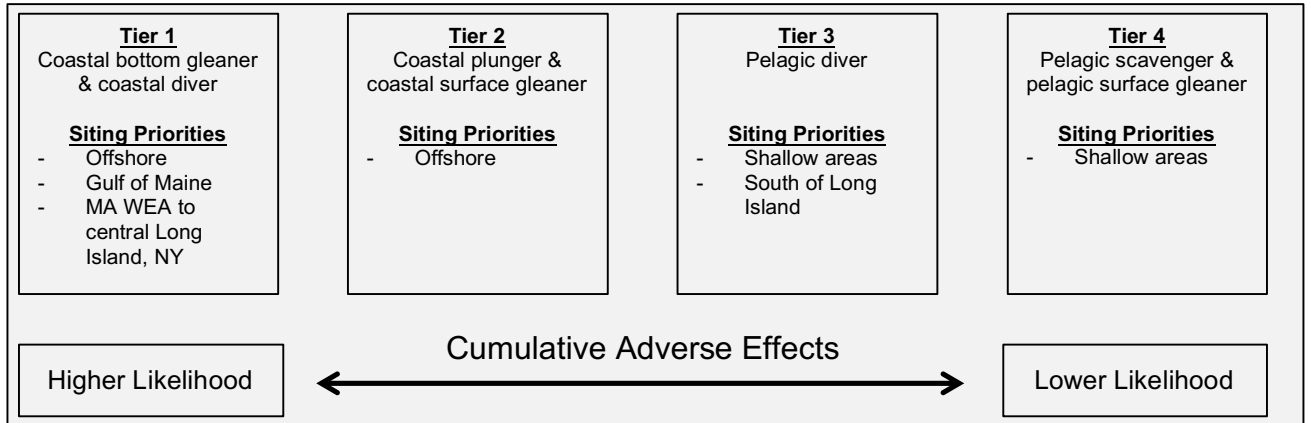 Tier 1
Coastal bottom gleaner
& coastal diver
Siting Priorities
- Offshore
- Gulf of Maine
- MA WEA to
central Long
Island, NY
Tier 2
Coastal plunger &
coastal surface gleaner
Siting Priorities
- Offshore
Tier 3
Pelagic diver
Siting Priorities
- Shallow areas
- South of Long
Island
Tier 4
Pelagic scavenger &
pelagic surface gleaner
Siting Priorities
- Shallow areas
Cumulative Adverse Effects
Higher Likelihood
Lower Likelihood